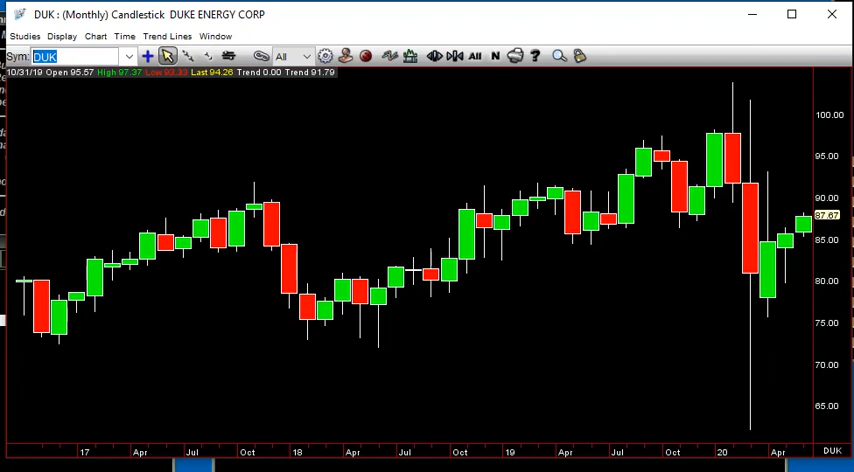 DUK : (Monthly) Candlestick  DUKE ENERGY CORP
Studies Display Chart Time Trend Lines Window
Sym: DUK All All N ?
10/31/19 Open 95.57 High 97.37 Low 93.33 Last 94.26 Trend 0.00 Trend 91.79
100.00
95.00
90.00
87.67
85.00
80.00
75.00
70.00
65.00
17 Apr Jul Oct 18 Apr Jul Oct 19 Apr Jul Oct 20 Apr DUK